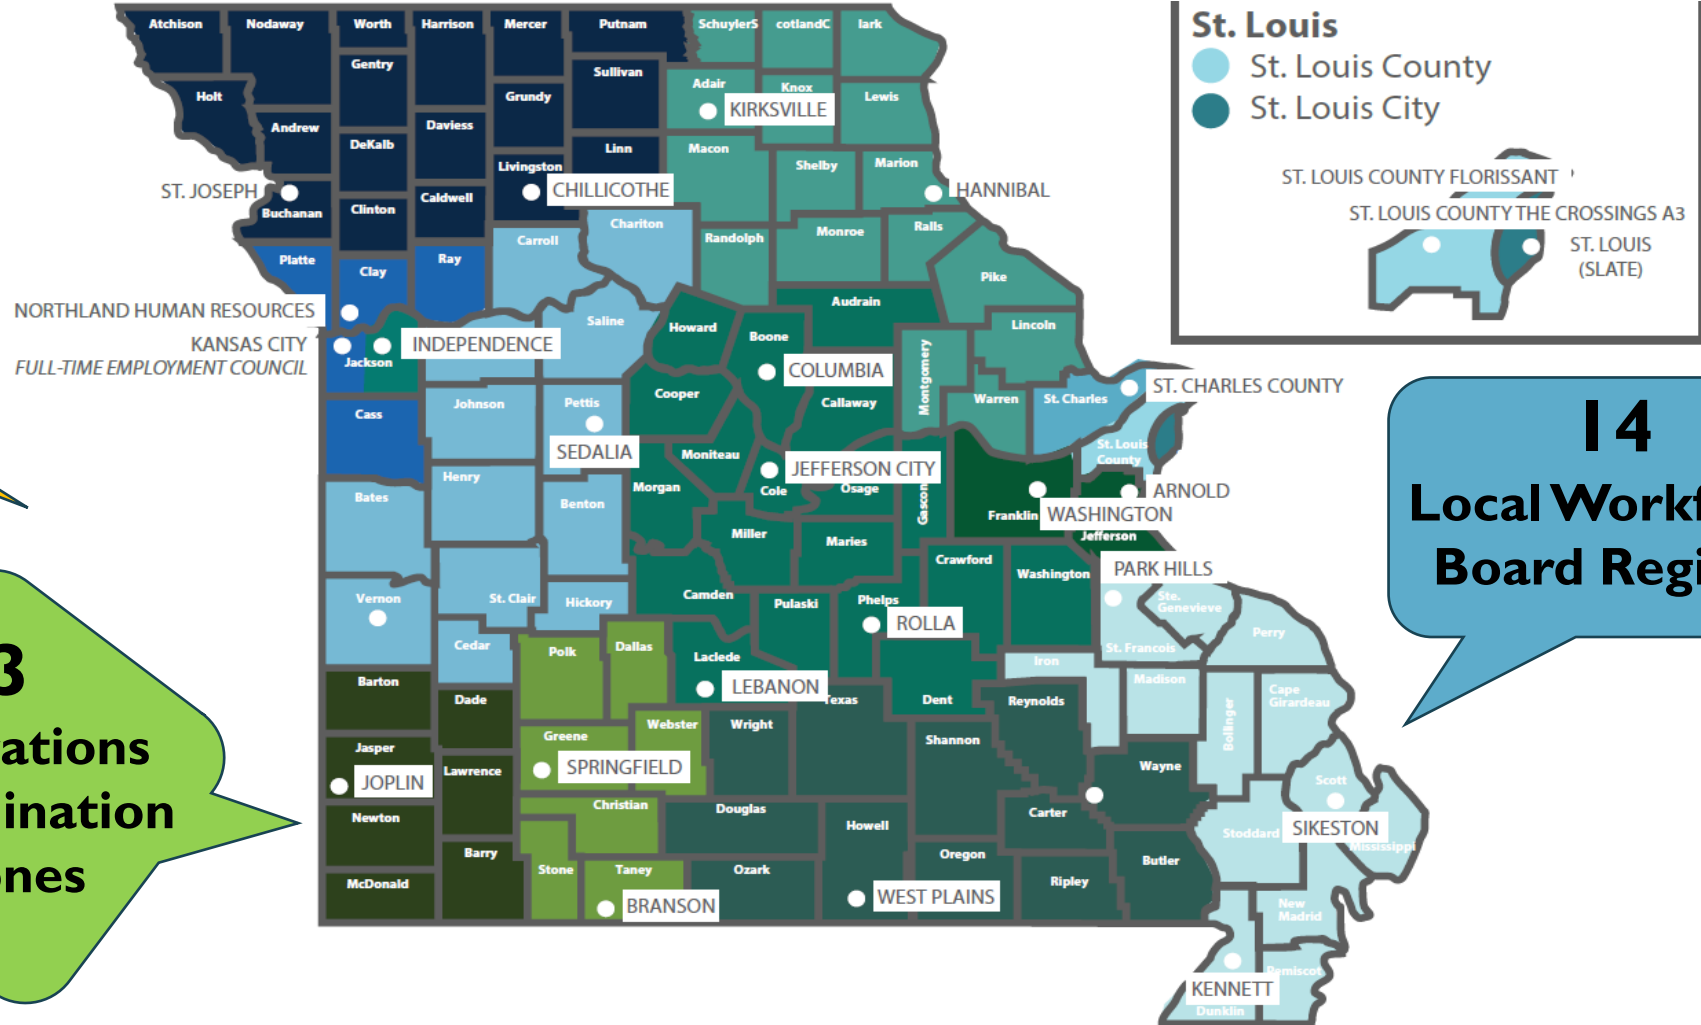 Atchison
Nodaway
Worth
Harrison
Mercer
Putnam
SchuylerS
cotlandC
lark
Gentry
Sullivan
Holt
Grundy
Adair
Knox
Lewis
KIRKSVILLE
Andrew
Daviess
DeKalb
Linn
Macon
Livingston
Shelby
Marion
ST. JOSEPH
CHILLICOTHE
HANNIBAL
Caldwell
Buchanan
Clinton
Chariton
Carroll
Randolph
Monroe
Ralls
Platte
Clay
Ray
Pike
Audrain
NORTHLAND HUMAN RESOURCES
Saline
Howard
Boone
Lincoln
KANSAS CITY
FULL-TIME EMPLOYMENT COUNCIL
INDEPENDENCE
Jackson
COLUMBIA
Montgomery
ST. CHARLES COUNTY
Cooper
Callaway
Warren
St. Charles
Cass
Johnson
Pettis
SEDALIA
Moniteau
St. Louis
County
JEFFERSON CITY
Henry
Bates
Benton
Morgan
Cole
Osage
Gascon
ARNOLD
Franklin
WASHINGTON
Jefferson
Miller
Maries
Crawford
Washington
PARK HILLS
Vernon
St. Clair
Hickory
Camden
Pulaski
Phelps
Ste.
Genevieve
ROLLA
Perry
Cedar
Polk
Dallas
Laclede
St. Francois
Iron
Barton
Dade
LEBANON
Texas
Dent
Reynolds
Madison
Cape
Girardeau
Bollinger
Webster
Wright
Greene
Shannon
Jasper
Lawrence
SPRINGFIELD
Wayne
JOPLIN
Scott
Christian
Douglas
Carter
Newton
Howell
Stoddard
SIKESTON
Mississippi
Barry
Oregon
Butler
McDonald
Stone
Taney
Ozark
Ripley
BRANSON
WEST PLAINS
New
Madrid
Pemiscot
KENNETT
Dunklin
St. Louis
St. Louis County
St. Louis City
ST. LOUIS COUNTY FLORISSANT
ST. LOUIS COUNTY THE CROSSINGS A3
ST. LOUIS
(SLATE)
14
Local Workf
Board Regi
3
ations
ination
nes